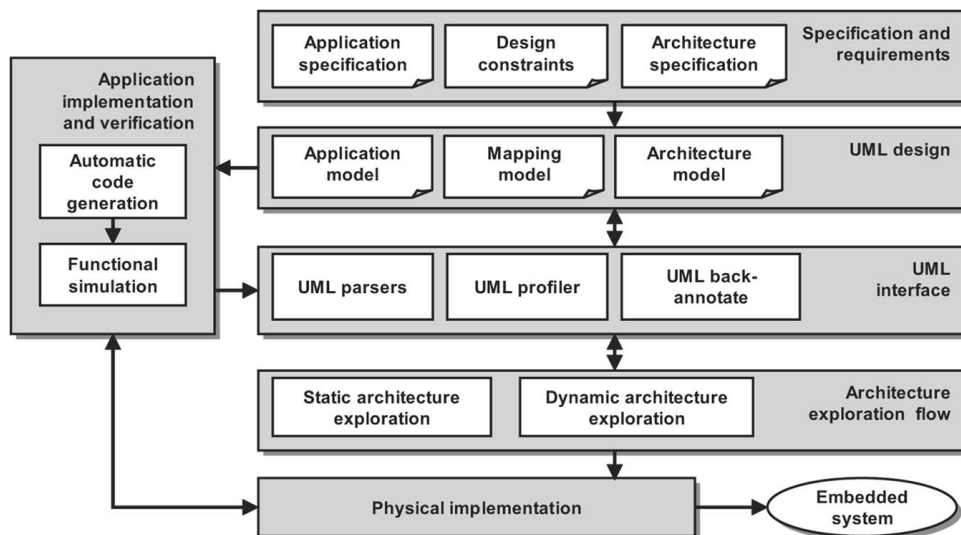 Application
specification
Design
constraints
Architecture
specification
Specification and
requirements
Application
implementation
and verification
Automatic
code
generation
Functional
simulation
Application
model
Mapping
model
Architecture
model
UML design
UML parsers
UML profiler
UML back-
annotate
UML
interface
Static architecture
exploration
Dynamic architecture
exploration
Architecture
exploration flow
Physical implementation
Embedded
system